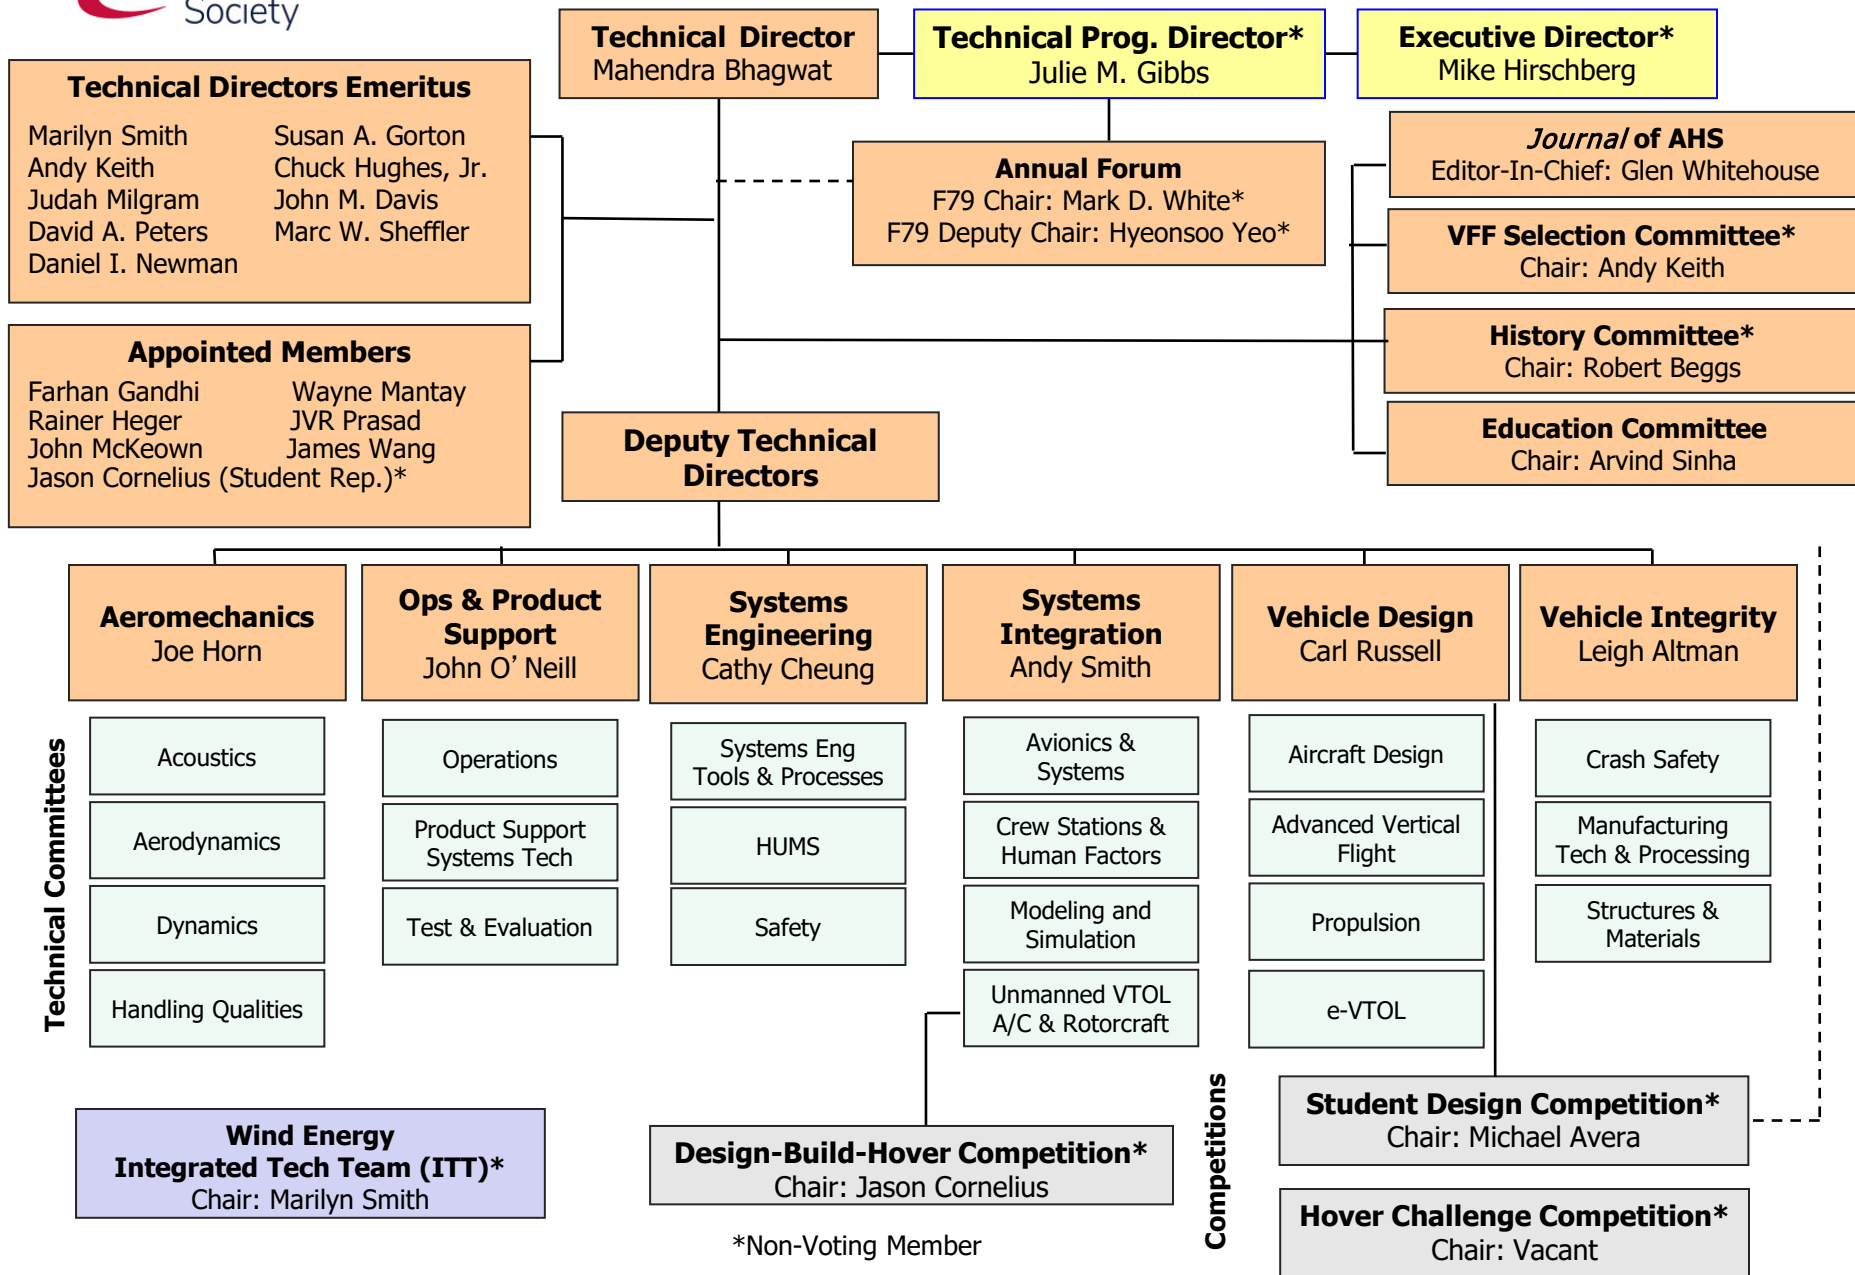 Society
Technical Director
Mahendra Bhagwat
Technical Prog. Director*
Julie M. Gibbs
Executive Director*
Mike Hirschberg
Technical Directors Emeritus
Marilyn Smith
Andy Keith
Judah Milgram
David A. Peters
Daniel I. Newman
Susan A. Gorton
Chuck Hughes, Jr.
John M. Davis
Marc W. Sheffler
Annual Forum
F79 Chair: Mark D. White*
F79 Deputy Chair: Hyeonsoo Yeo*
Journal of AHS
Editor-In-Chief: Glen Whitehouse
VFF Selection Committee*
Chair: Andy Keith
History Committee*
Chair: Robert Beggs
Education Committee
Chair: Arvind Sinha
Appointed Members
Farhan Gandhi
Rainer Heger
John McKeown
Wayne Mantay
JVR Prasad
James Wang
Jason Cornelius (Student Rep.)*
Deputy Technical
Directors
Aeromechanics
Joe Horn
Ops & Product
Support
John O' Neill
Systems
Engineering
Cathy Cheung
Systems
Integration
Andy Smith
Vehicle Design
Carl Russell
Vehicle Integrity
Leigh Altman
Technical Committees
Acoustics
Aerodynamics
Dynamics
Handling Qualities
Operations
Product Support
Systems Tech
Test & Evaluation
Systems Eng
Tools & Processes
HUMS
Safety
Avionics &
Systems
Crew Stations &
Human Factors
Modeling and
Simulation
Unmanned VTOL
A/C & Rotorcraft
Aircraft Design
Advanced Vertical
Flight
Propulsion
e-VTOL
Crash Safety
Manufacturing
Tech & Processing
Structures &
Materials
Wind Energy
Integrated Tech Team (ITT)*
Chair: Marilyn Smith
Design-Build-Hover Competition*
Chair: Jason Cornelius
Competitions
Student Design Competition*
Chair: Michael Avera
Hover Challenge Competition*
Chair: Vacant
*Non-Voting Member